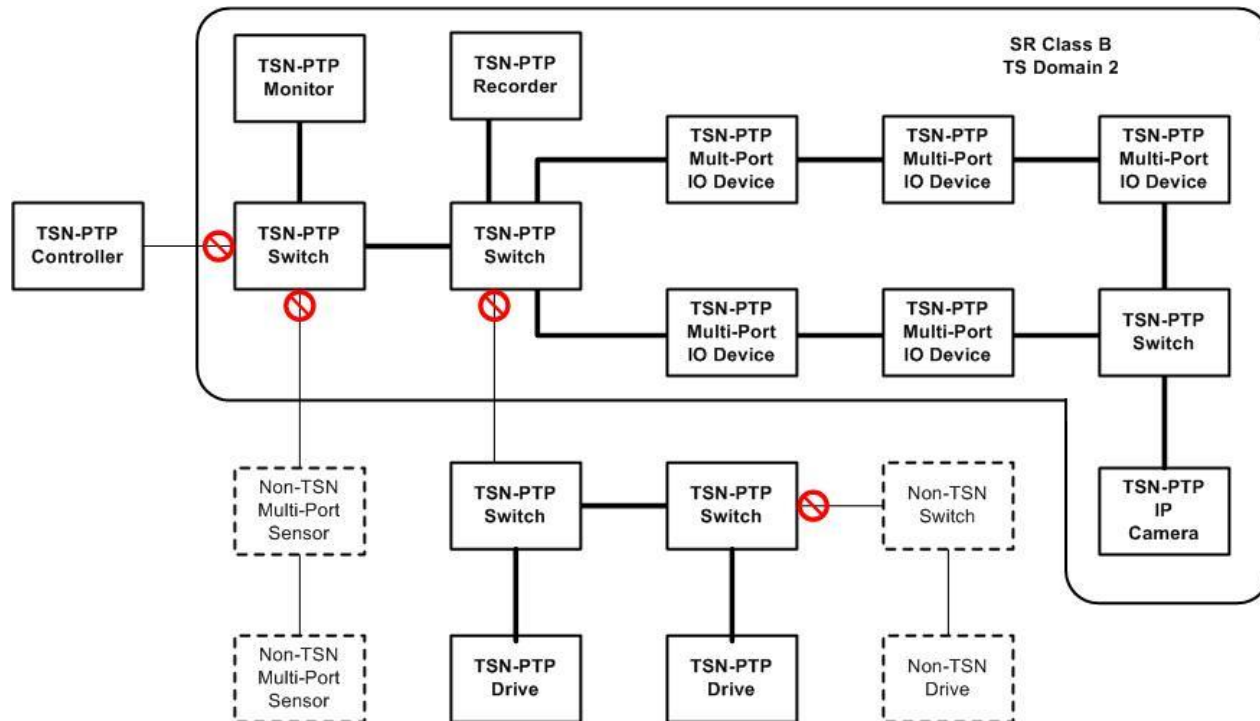 SR Class B
TS Domain 2
TSN-PTP
Monitor
TSN-PTP
Recorder
TSN-PTP
Mult-Port
IO Device
TSN-PTP
Multi-Port
IO Device
TSN-PTP
Multi-Port
IO Device
TSN-PTP
Controller
TSN-PTP
Switch
TSN-PTP
Switch
TSN-PTP
Multi-Port
IO Device
TSN-PTP
Multi-Port
IO Device
TSN-PTP
Switch
Non-TSN
Multi-Port
Sensor
TSN-PTP
Switch
TSN-PTP
Switch
Non-TSN
Switch
TSN-PTP
IP
Camera
Non-TSN
Multi-Port
Sensor
TSN-PTP
Drive
TSN-PTP
Drive
Non-TSN
Drive